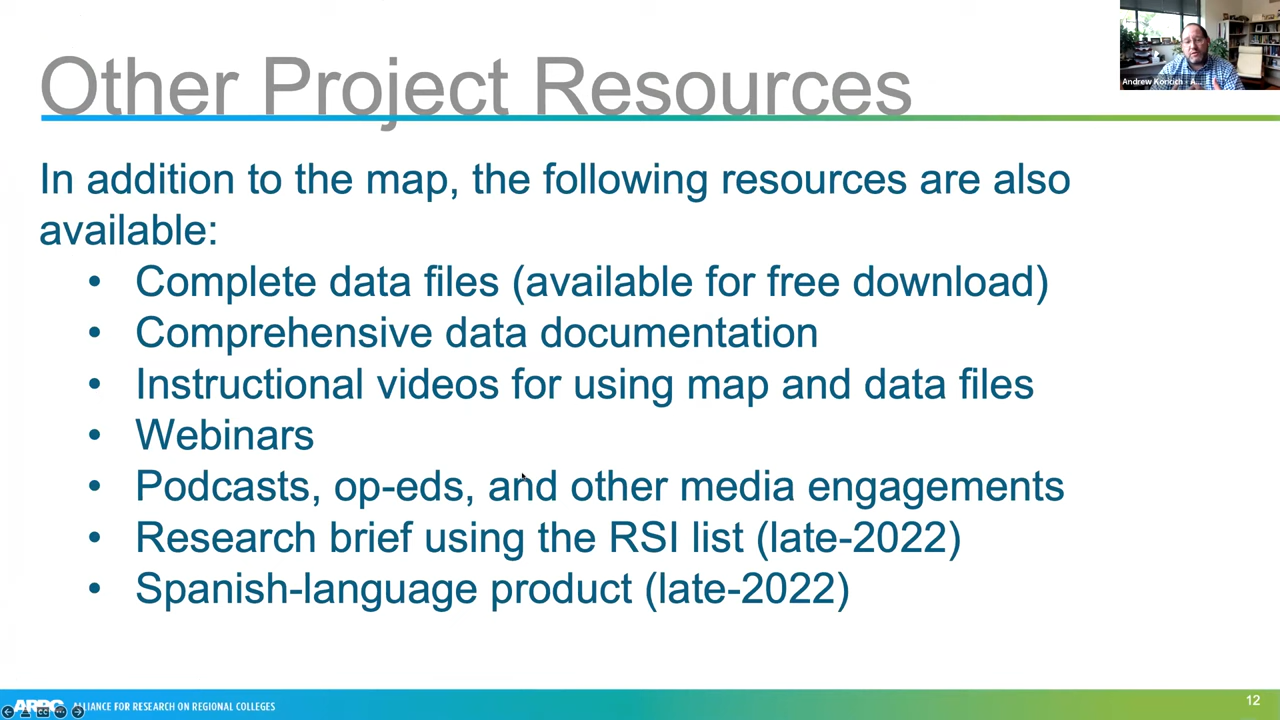 Other Project Resources
Andrew Koricich - A...
In addition to the map, the following resources are also
available:
• Complete data files (available for free download)
• Comprehensive data documentation
• Instructional videos for using map and data files
• Webinars
• Podcasts, op-eds, and other media engagements
• Research brief using the RSI list (late-2022)
• Spanish-language product (late-2022)
ARRC ALLIANCE FOR RESEARCH ON REGIONAL COLLEGES
12